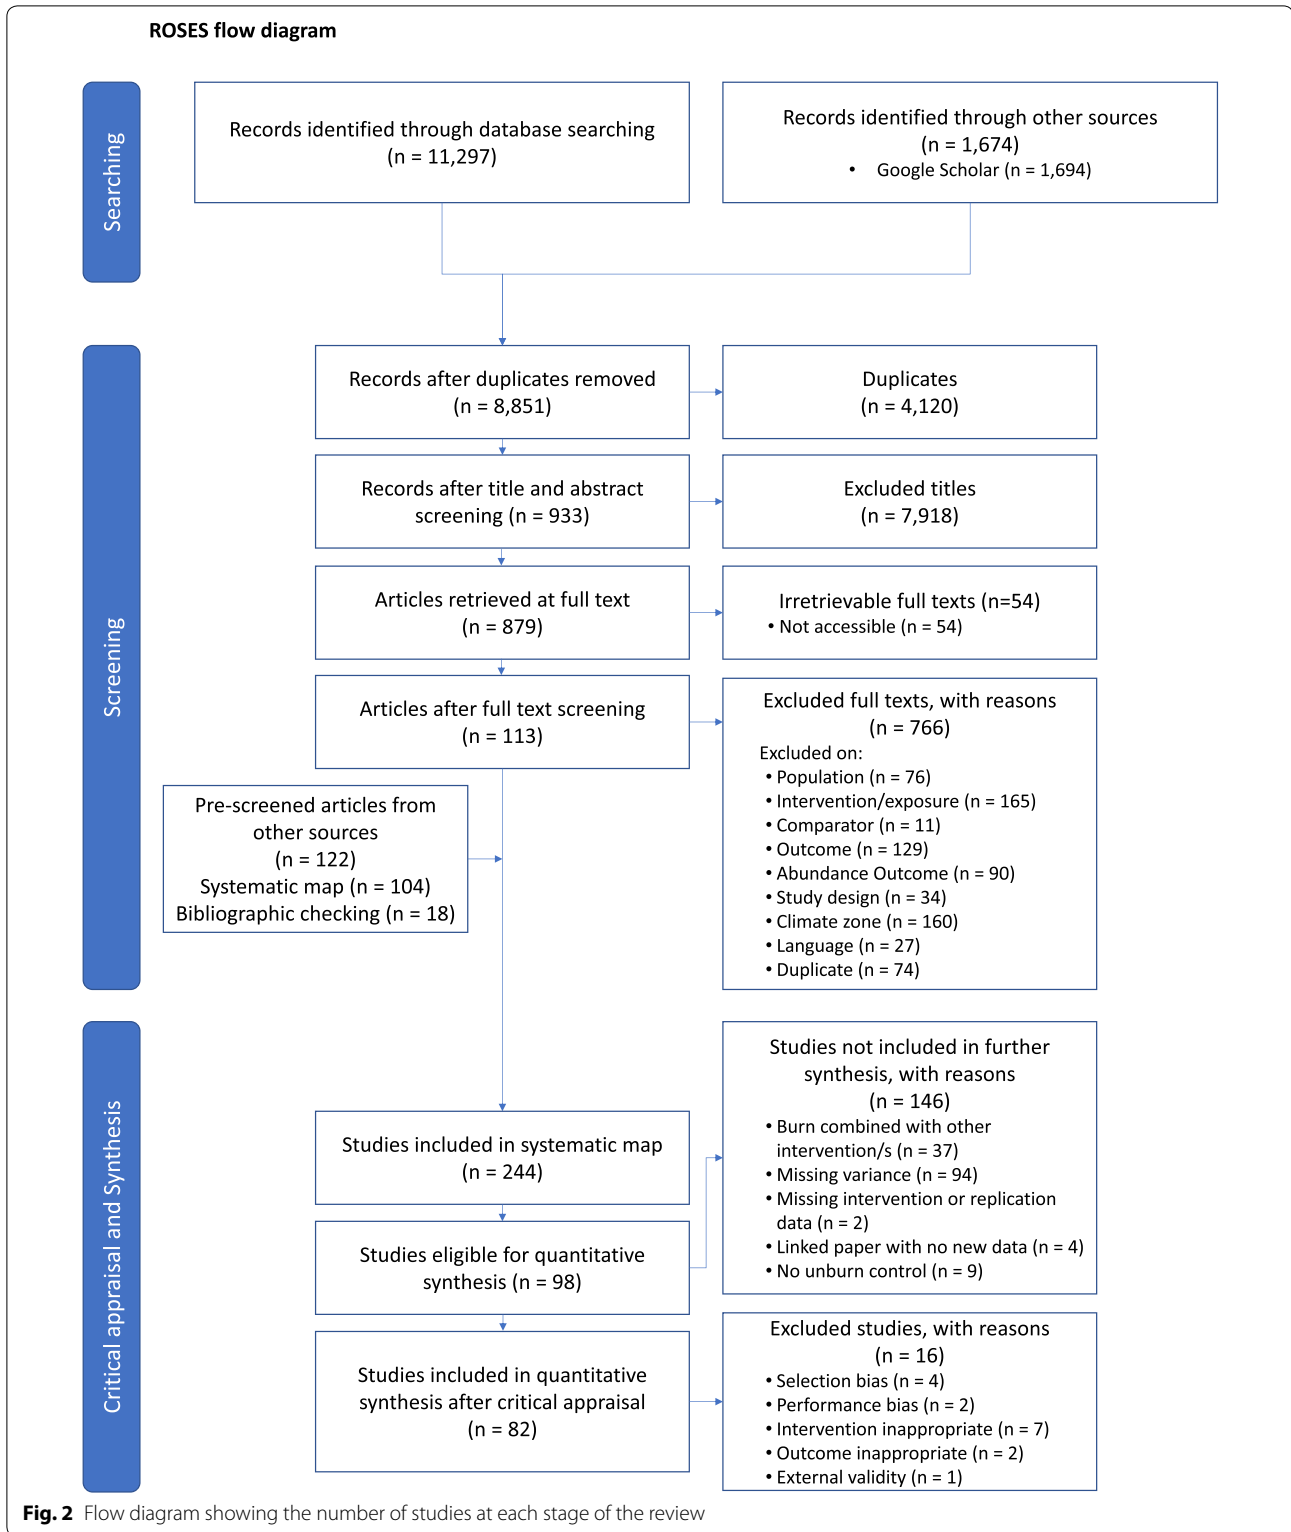 ROSES flow diagram
Searching
Records identified through database searching
(n = 11,297)
Records identified through other sources
(n = 1,674)
• Google Scholar (n = 1,694)
Screening
Records after duplicates removed
(n = 8,851)
Duplicates
(n = 4,120)
Records after title and abstract
screening (n = 933)
Excluded titles
(n = 7,918)
Articles retrieved at full text
(n = 879)
Irretrievable full texts (n=54)
• Not accessible (n = 54)
Articles after full text screening
(n = 113)
Excluded full texts, with reasons
(n = 766)
Excluded on:
• Population (n = 76)
• Intervention/exposure (n = 165)
• Comparator (n = 11)
• Outcome (n = 129)
• Abundance Outcome (n = 90)
• Study design (n = 34)
• Climate zone (n = 160)
• Language (n = 27)
• Duplicate (n = 74)
Pre-screened articles from
other sources
(n = 122)
Systematic map (n = 104)
Bibliographic checking (n = 18)
Critical appraisal and Synthesis
Studies included in systematic map
(n = 244)
Studies not included in further
synthesis, with reasons
(n = 146)
• Burn combined with other
intervention/s (n = 37)
• Missing variance (n = 94)
• Missing intervention or replication
data (n = 2)
• Linked paper with no new data (n = 4)
• No unburn control (n = 9)
Studies eligible for quantitative
synthesis (n = 98)
Studies included in quantitative
synthesis after critical appraisal
(n = 82)
Excluded studies, with reasons
(n = 16)
• Selection bias (n = 4)
• Performance bias (n = 2)
• Intervention inappropriate (n = 7)
• Outcome inappropriate (n = 2)
• External validity (n = 1)
Fig. 2 Flow diagram showing the number of studies at each stage of the review